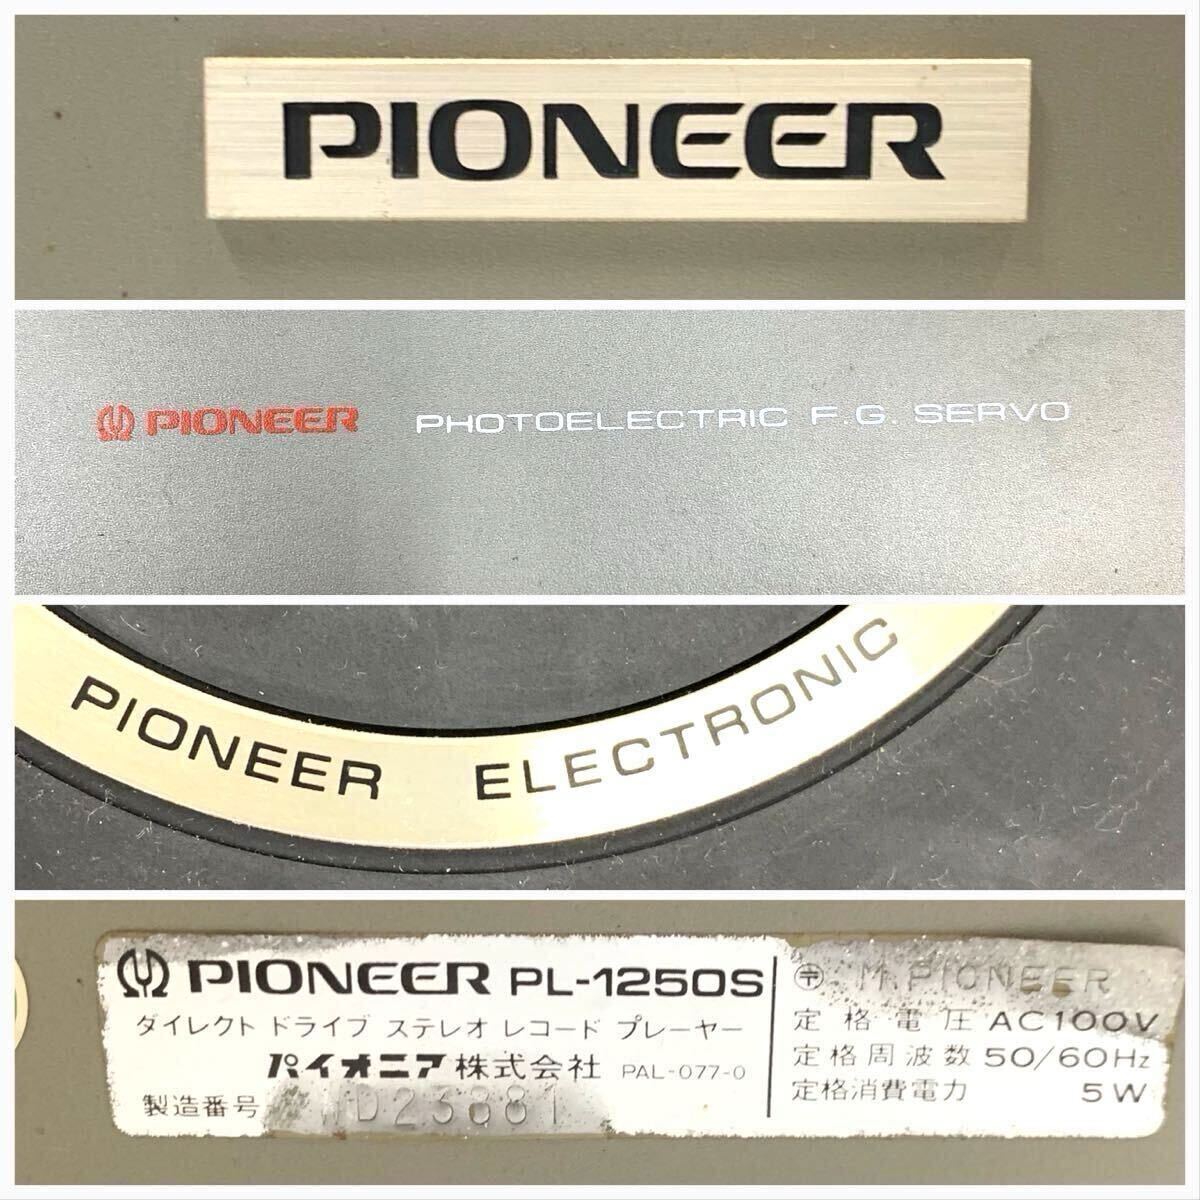 PIONEER
PIONEER PHOTOELECTRIC F.G. SERVO
PIONEER ELECTRONIC
PIONEER PL-1250S
ダイレクト ドライブ ステレオ レコード プレーヤー
パイオニア株式会社 PAL-077-0
製造番号 D23881
〒 M.PIONEER
定格電圧 AC100V
定格周波数 50/60Hz
定格消費電力 5W